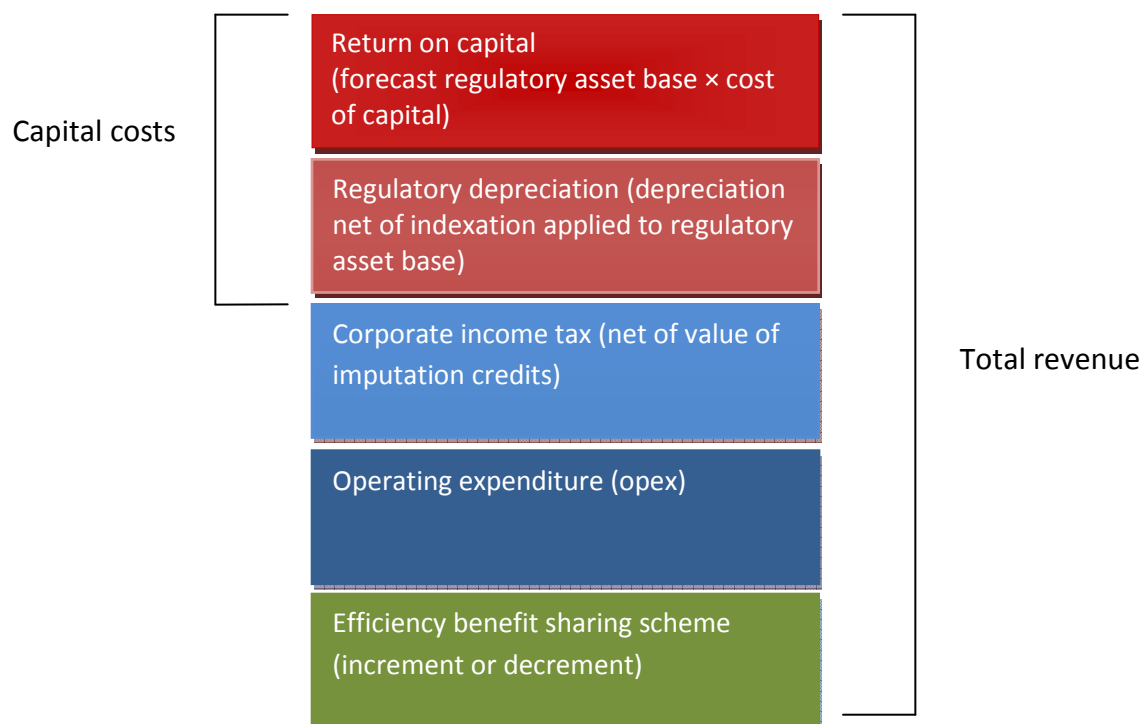 Return on capital
(forecast regulatory asset base × cost
of capital)
Capital costs
Regulatory depreciation (depreciation
net of indexation applied to regulatory
asset base)
Corporate income tax (net of value of
imputation credits)
Total revenue
Operating expenditure (opex)
Efficiency benefit sharing scheme
(increment or decrement)